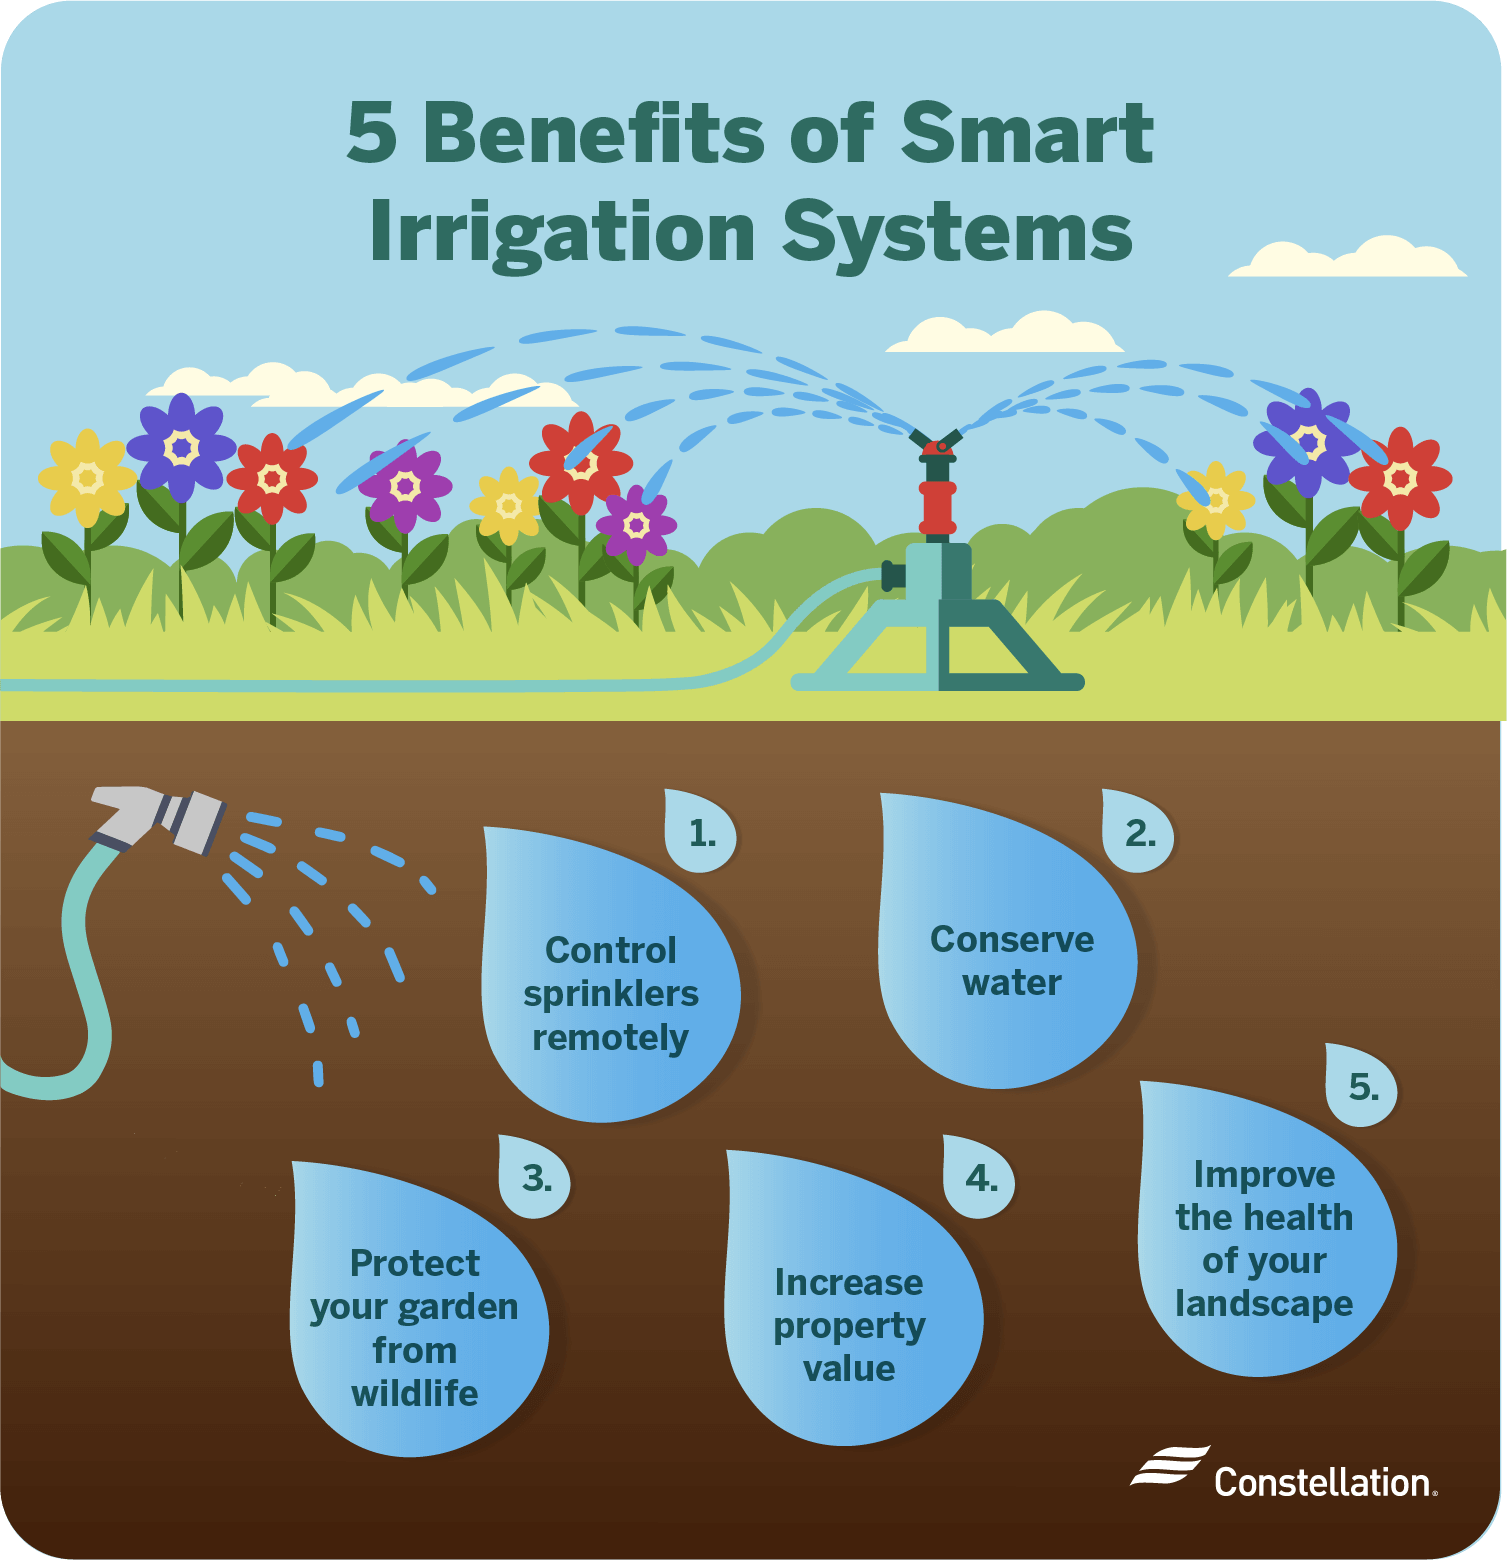 5 Benefits of Smart
Irrigation Systems
1.
Control
sprinklers
remotely
2.
Conserve
water
3.
Protect
your garden
from
wildlife
4.
Increase
property
value
5.
Improve
the health
of your
landscape
Constellation®